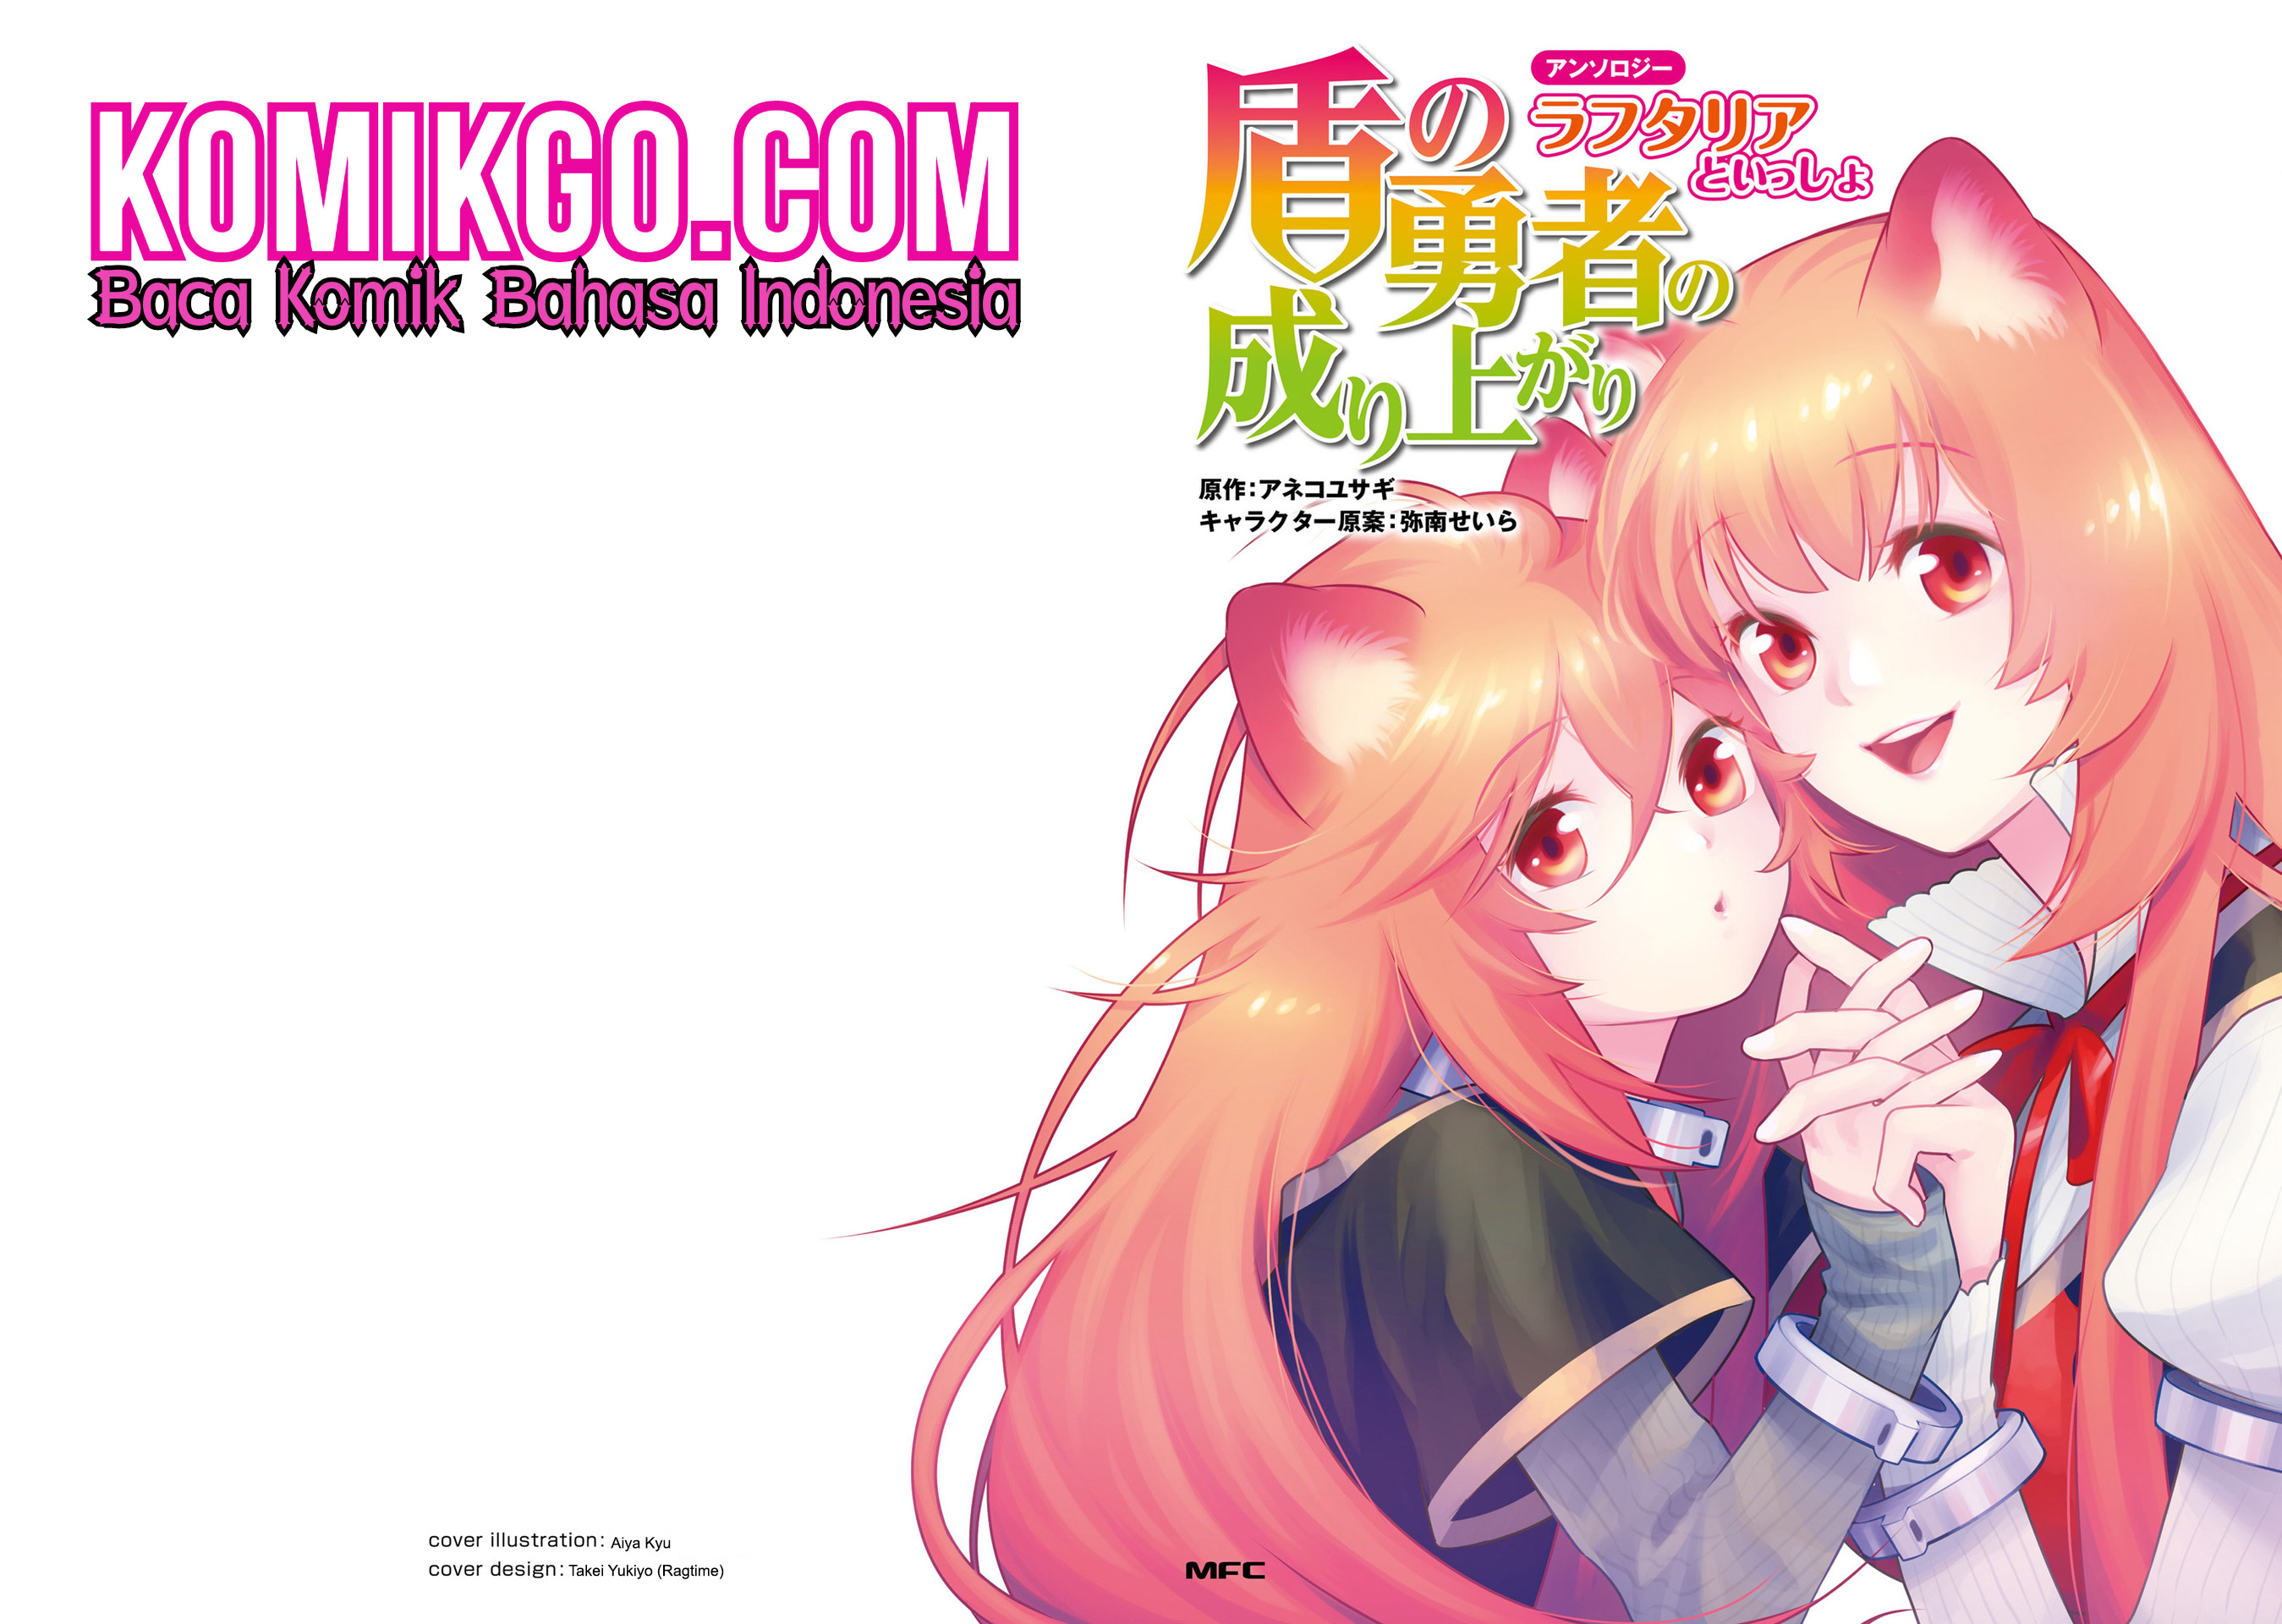 KOMIKGO.COM
Baca Komik Bahasa Indonesia
アンソロジー
ラフタリア
といっしょ
盾の勇者の
成り上がり
原作：アネコユサギ
キャラクター原案：弥南せいら
cover illustration: Aiya Kyu
cover design: Takei Yukiyo (Ragtime)
MFC